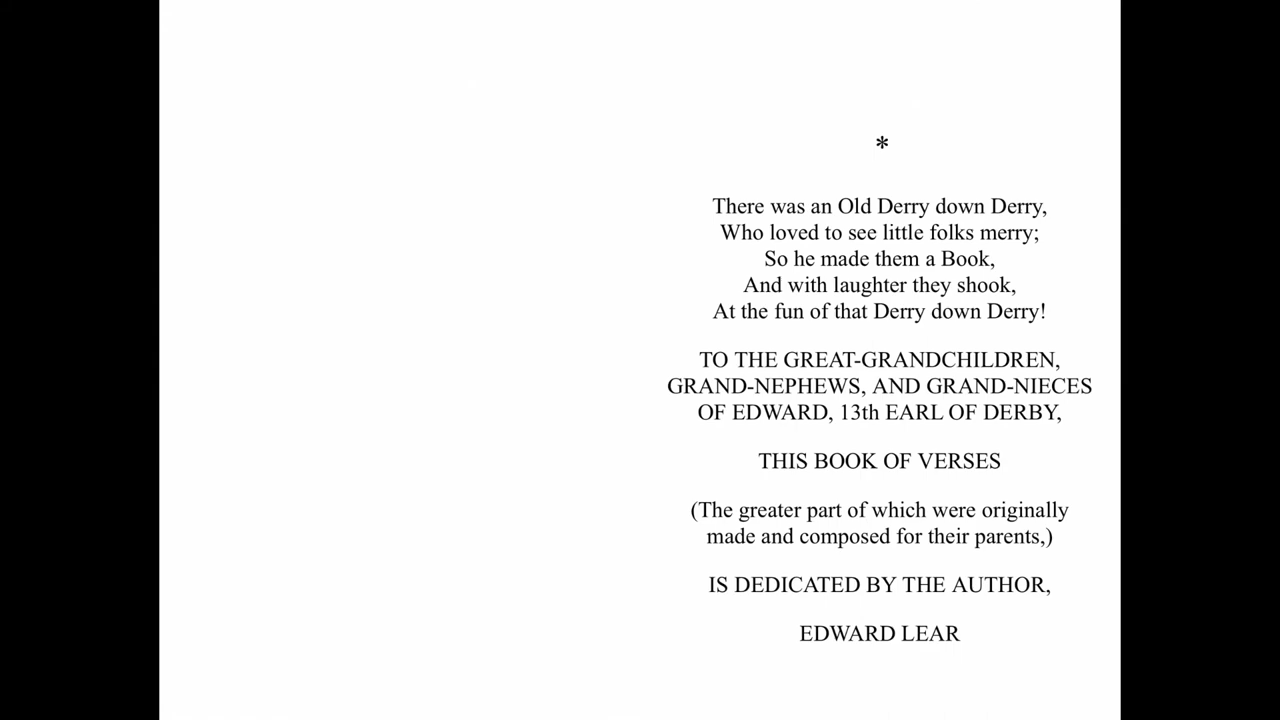 *
There was an Old Derry down Derry,
Who loved to see little folks merry;
So he made them a Book,
And with laughter they shook,
At the fun of that Derry down Derry!
TO THE GREAT-GRANDCHILDREN,
GRAND-NEPHEWS, AND GRAND-NIECES
OF EDWARD, 13th EARL OF DERBY,
THIS BOOK OF VERSES
(The greater part of which were originally
made and composed for their parents,)
IS DEDICATED BY THE AUTHOR,
EDWARD LEAR